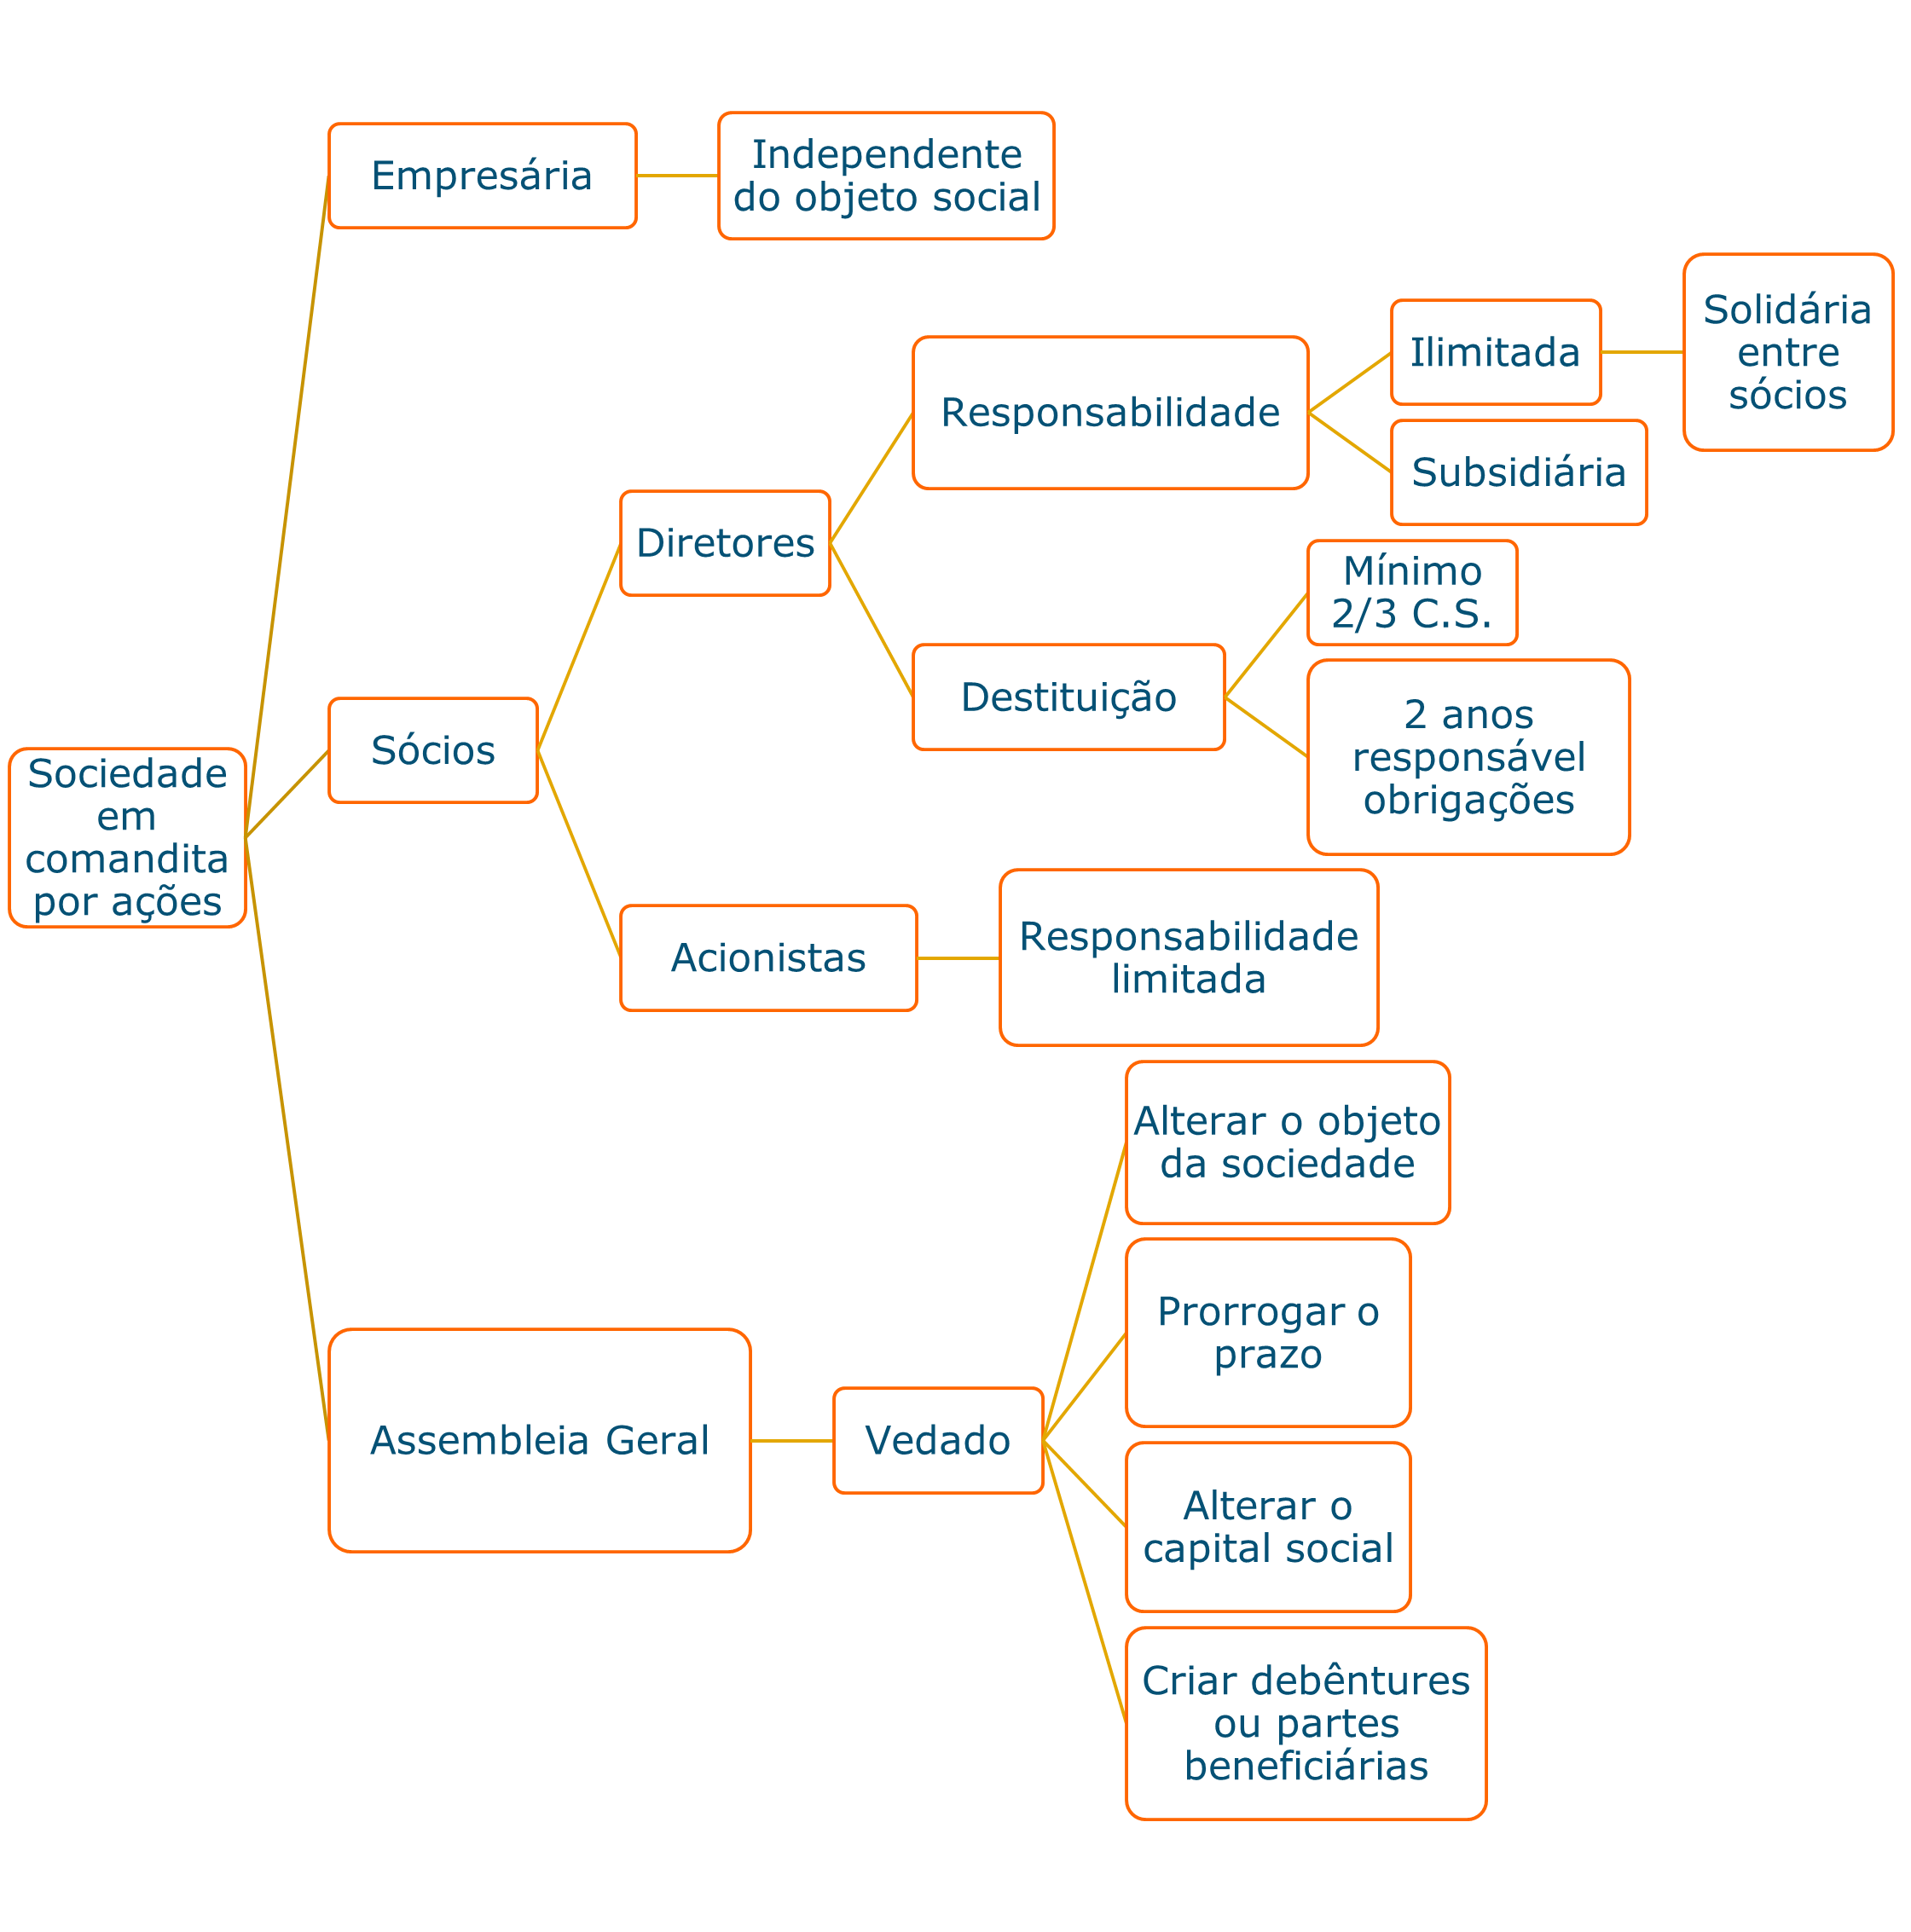 Empresária
Independente
do objeto social
Solidária
entre
sócios
Ilimitada
Responsabilidade
Subsidiária
Diretores
Mínimo
2/3 C.S.
Destituição
2 anos
responsável
obrigações
Sócios
Sociedade
em
comandita
por ações
Acionistas
Responsabilidade
limitada
Alterar o objeto
da sociedade
Prorrogar o
prazo
Assembleia Geral
Vedado
Alterar o
capital social
Criar debêntures
ou partes
beneficiárias